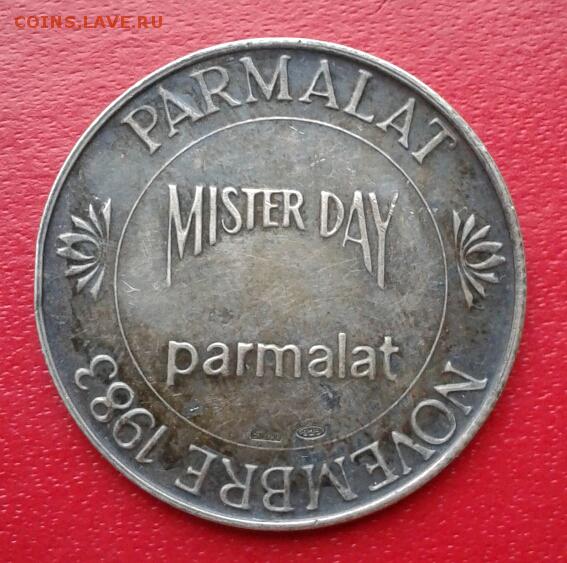 COINS.LAVE.RU
PARMALAT
MISTER DAY
parmalat
NOVEMBRE 1983